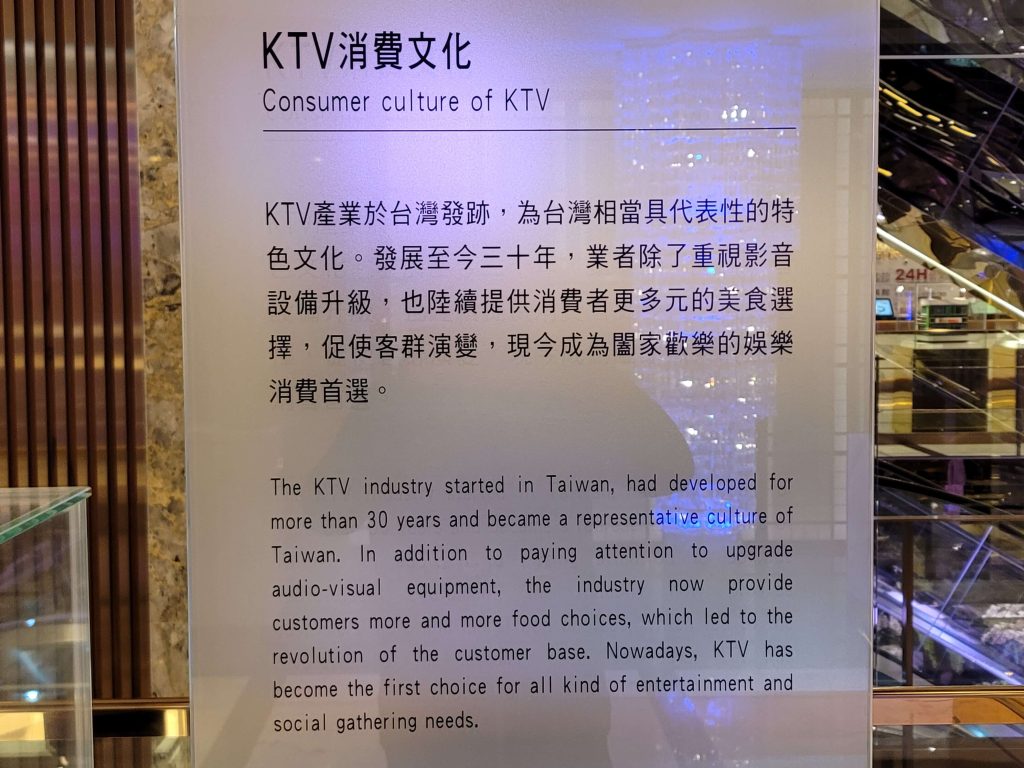 KTV消費文化
Consumer culture of KTV
KTV產業於台灣發跡，為台灣相當具代表性的特
色文化。發展至今三十年，業者除了重視影音
設備升級，也陸續提供消費者更多元的美食選
擇，促使客群演變，現今成為闔家歡樂的娛樂
消費首選。
The KTV industry started in Taiwan, had developed for
more than 30 years and became a representative culture of
Taiwan. In addition to paying attention to upgrade
audio-visual equipment, the industry now provide
customers more and more food choices, which led to the
revolution of the customer base. Nowadays, KTV has
become the first choice for all kind of entertainment and
social gathering needs.
24H